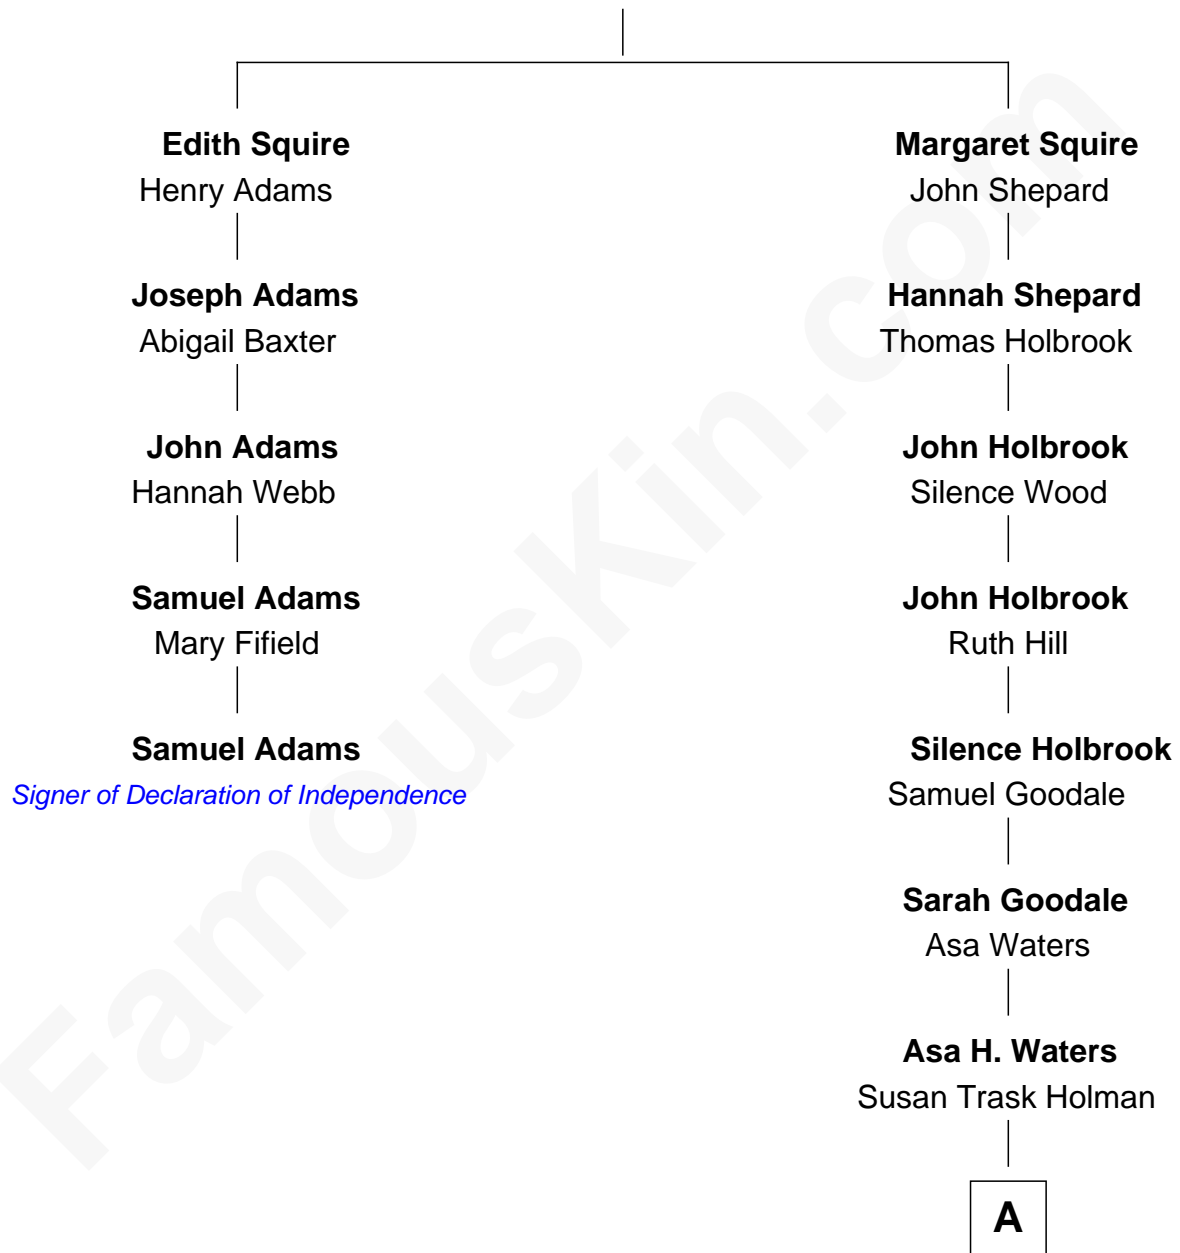 Edith Squire
Henry Adams
Joseph Adams
Abigail Baxter
John Adams
Hannah Webb
Samuel Adams
Mary Fifield
Samuel Adams
Signer of Declaration of Independence
Margaret Squire
John Shepard
Hannah Shepard
Thomas Holbrook
John Holbrook
Silence Wood
John Holbrook
Ruth Hill
Silence Holbrook
Samuel Goodale
Sarah Goodale
Asa Waters
Asa H. Waters
Susan Trask Holman
A
FamousKin.com